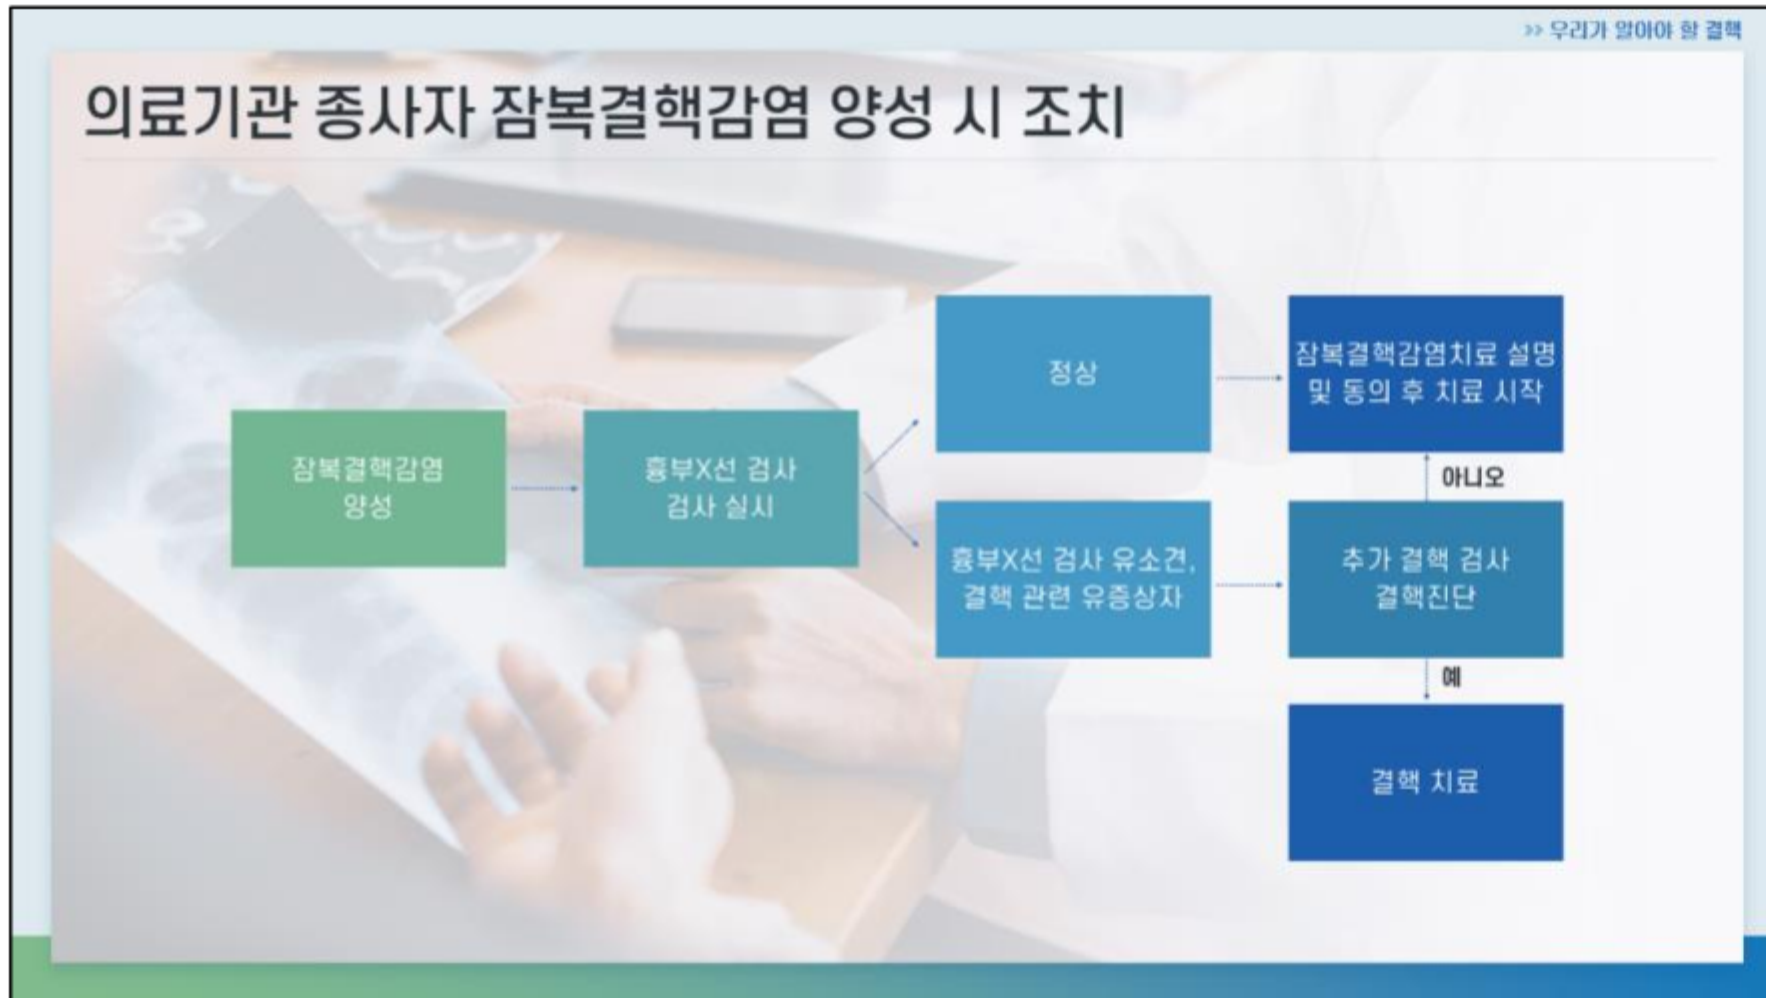 >> 우리가 알아야 할 결핵
의료기관 종사자 잠복결핵감염 양성 시 조치
잠복결핵감염
양성
흉부X선 검사
검사 실시
정상
잠복결핵감염치료 설명
및 동의 후 치료 시작
흉부X선 검사 유소견,
결핵 관련 유증상자
아니오
추가 결핵 검사
결핵진단
예
결핵 치료